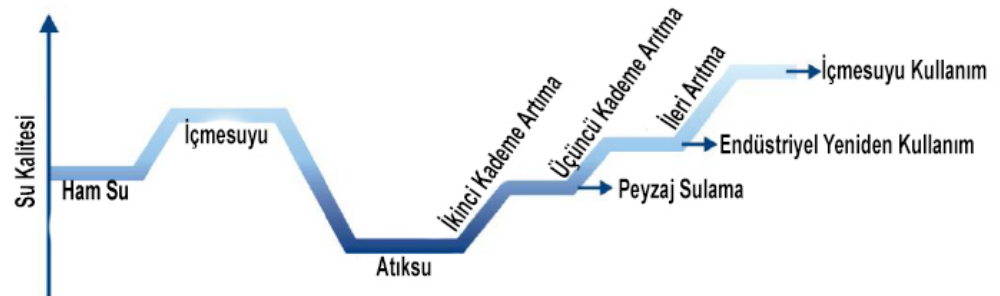 Su Kalitesi
Ham Su
İçmesuyu
Atıksu
İkinci Kademe Artıma
Üçüncü Kademe Arıtma
İleri Arıtma
İçmesuyu Kullanım
Endüstriyel Yeniden Kullanım
Peyzaj Sulama